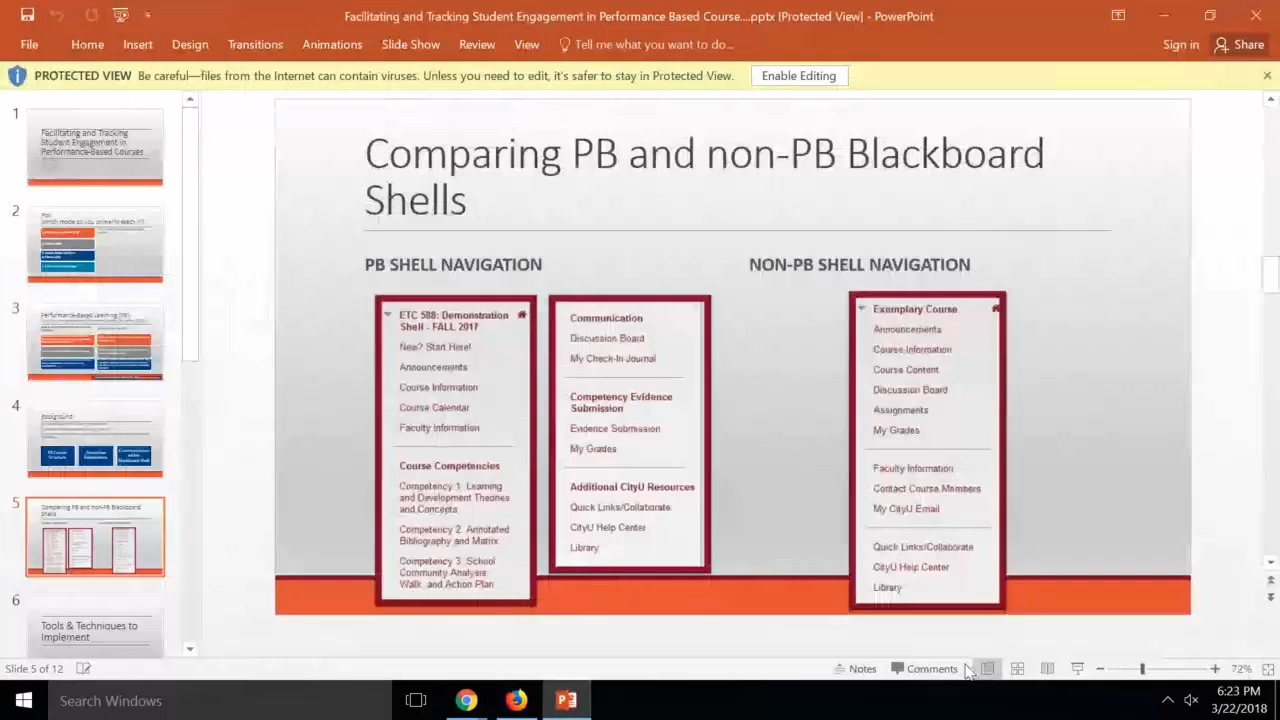 Facilitating and Tracking Student Engagement in Performance Based Course....pptx [Protected View] - PowerPoint
File Home Insert Design Transitions Animations Slide Show Review View Tell me what you want to do... Sign in Share
PROTECTED VIEW Be careful—files from the Internet can contain viruses. Unless you need to edit, it's safer to stay in Protected View. Enable Editing
1
Facilitating and Tracking
Student Engagement in
Performance-Based Courses
2
3
Performance-Based Learning (PBL)
4
Background
5
Comparing PB and non-PB Blackboard
Shells
6
Tools & Techniques to
Implement
Comparing PB and non-PB Blackboard
Shells
PB SHELL NAVIGATION
ETC 588: Demonstration
Shell - FALL 2017
New? Start Here!
Announcements
Course Information
Course Calendar
Faculty Information
Course Competencies
Competency 1: Learning
and Development Theories
and Concepts
Competency 2: Annotated
Bibliography and Matrix
Competency 3: School
Community Analysis
Walk, and Action Plan
Communication
Discussion Board
My Check-In Journal
Competency Evidence
Submission
Evidence Submission
My Grades
Additional CityU Resources
Quick Links/Collaborate
CityU Help Center
Library
NON-PB SHELL NAVIGATION
Exemplary Course
Announcements
Course Information
Course Content
Discussion Board
Assignments
My Grades
Faculty Information
Contact Course Members
My CityU Email
Quick Links/Collaborate
CityU Help Center
Library
Slide 5 of 12 Notes Comments 72%
Search Windows
6:23 PM
3/22/2018